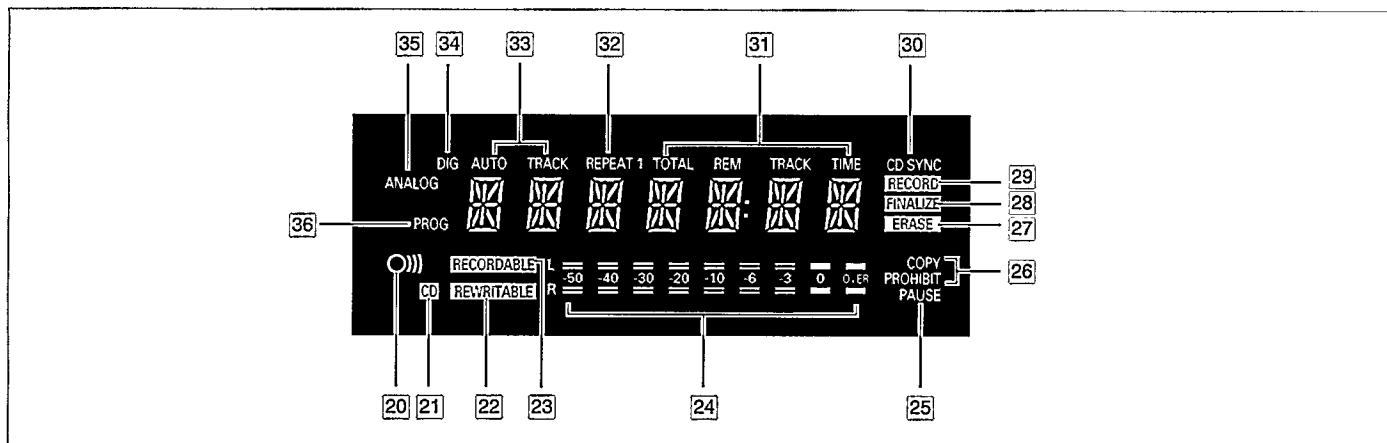 35 34 33 32 31 30
DIG AUTO TRACK REPEAT 1 TOTAL REM TRACK TIME CD SYNC
ANALOG RECORD 29
FINALIZE 28
36 PROG ERASE 27
RECORDABLE L COPY
-50 -40 -30 -20 -10 -6 -3 0 O.ER PROHIBIT 26
CD REWRITABLE R PAUSE
20 21 22 23 24 25